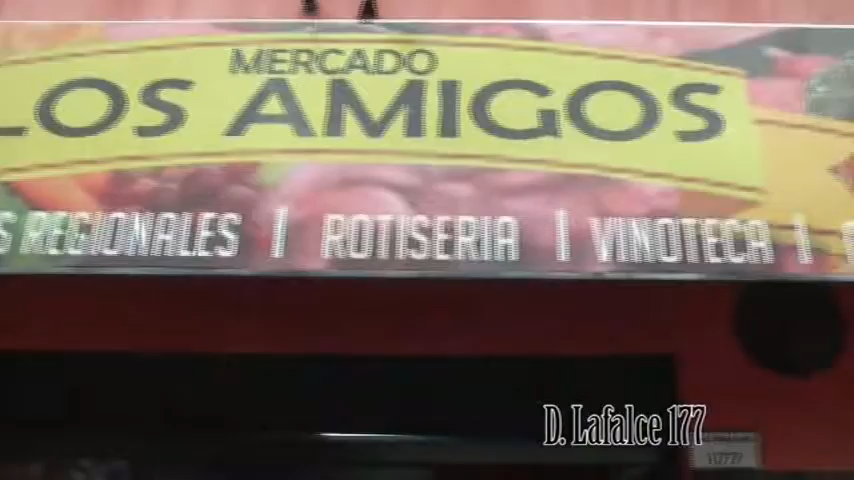 MERCADO
LOS AMIGOS
S REGIONALES | ROTISERIA | VINOTECA |
D. Lafalce 177